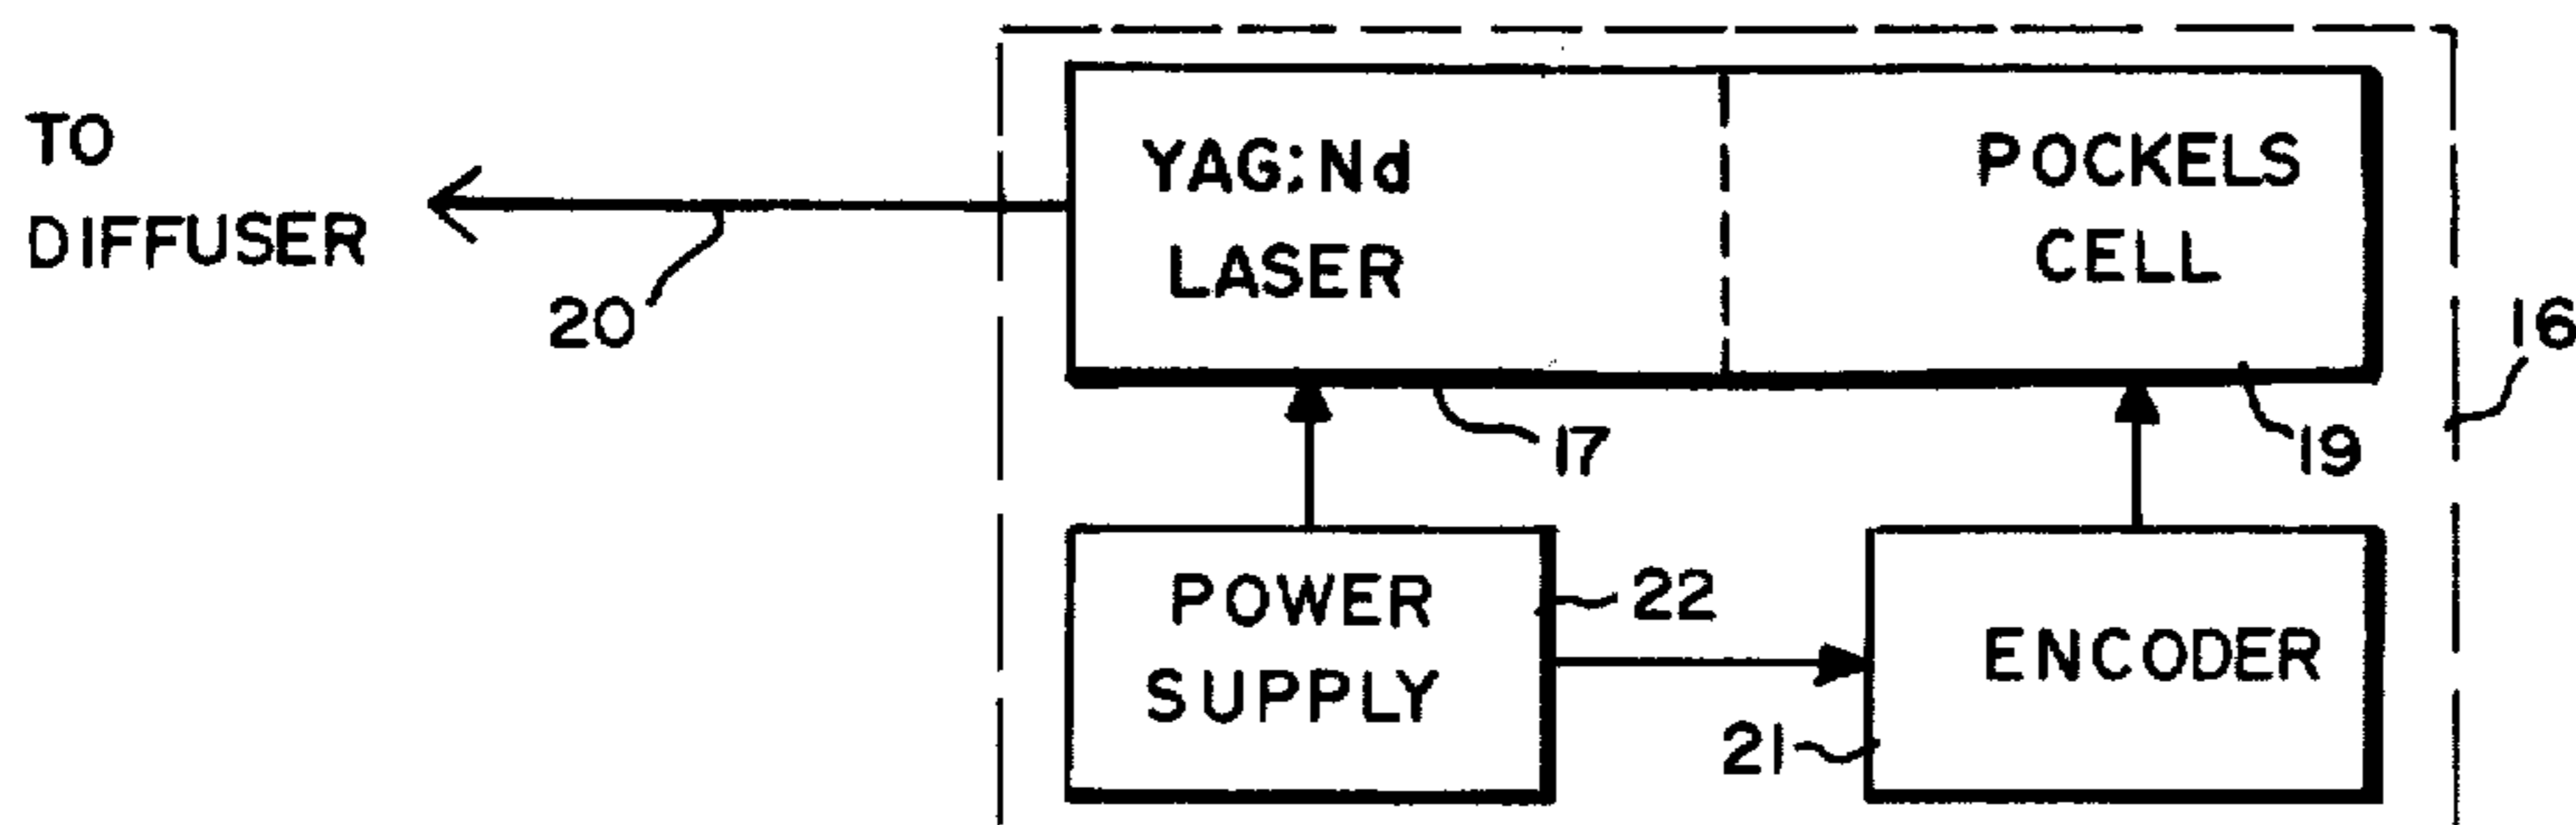 TO
DIFFUSER
20
YAG:Nd
LASER
POCKELS
CELL
16
17
19
POWER
SUPPLY
22
21
ENCODER